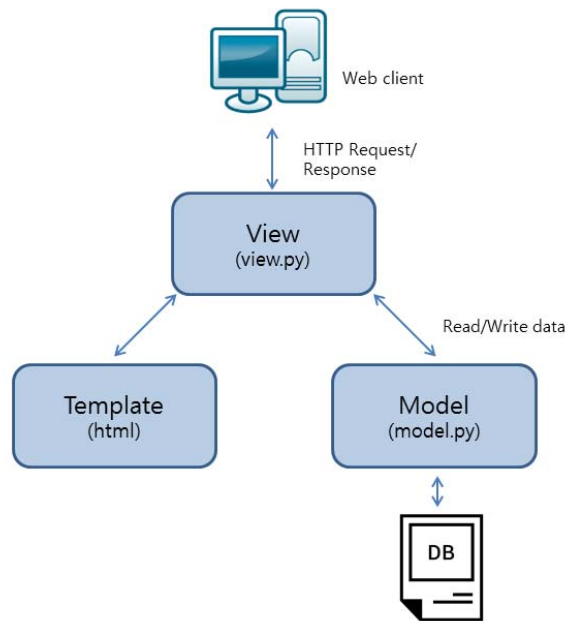 Web client
HTTP Request/
Response
View
(view.py)
Read/Write data
Template
(html)
Model
(model.py)
DB